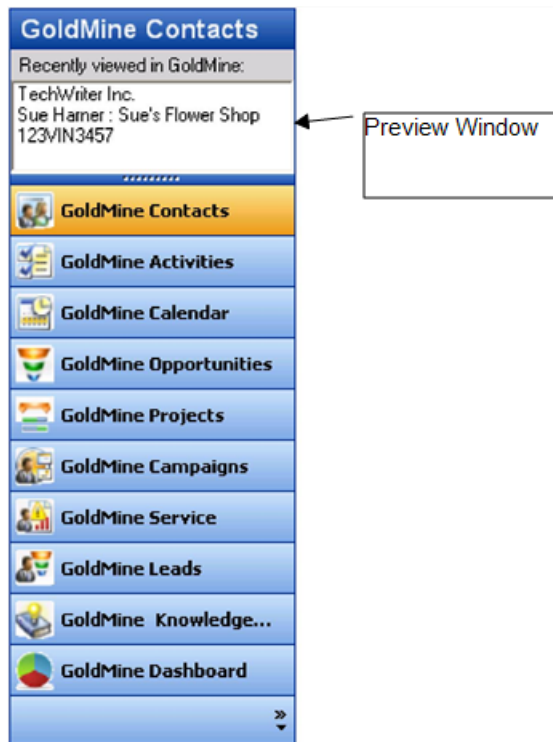 GoldMine Contacts
Recently viewed in GoldMine:
TechWriter Inc.
Sue Harner : Sue's Flower Shop
123VIN3457
Preview Window
GoldMine Contacts
GoldMine Activities
GoldMine Calendar
GoldMine Opportunities
GoldMine Projects
GoldMine Campaigns
GoldMine Service
GoldMine Leads
GoldMine Knowledge...
GoldMine Dashboard
»